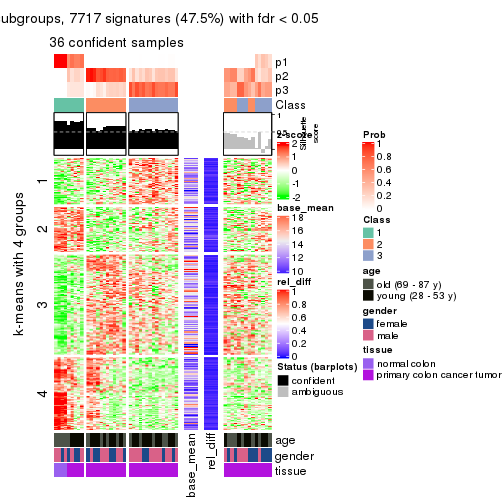 ubgroups, 7717 signatures (47.5%) with fdr < 0.05
36 confident samples
p1
p2
p3
Class
1
Silhouette
score
k-means with 4 groups
1
2
3
4
z-score
2
1
0
-1
-2
base_mean
18
16
14
12
10
rel_diff
1
0.8
0.6
0.4
0.2
0
Status (barplots)
confident
ambiguous
Prob
1
0.8
0.6
0.4
0.2
0
Class
1
2
3
age
old (69 - 87 y)
young (28 - 53 y)
gender
female
male
tissue
normal colon
primary colon cancer tumor
age
gender
tissue
base_mean
rel_diff